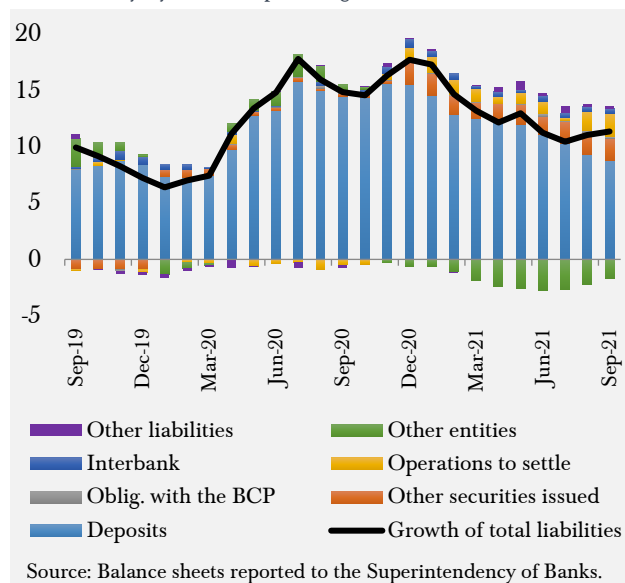 20
15
10
5
0
-5
Sep-19
Dec-19
Mar-20
Jun-20
Sep-20
Dec-20
Mar-21
Jun-21
Sep-21
Other liabilities
Other entities
Interbank
Operations to settle
Oblig. with the BCP
Other securities issued
Deposits
Growth of total liabilities
Source: Balance sheets reported to the Superintendency of Banks.